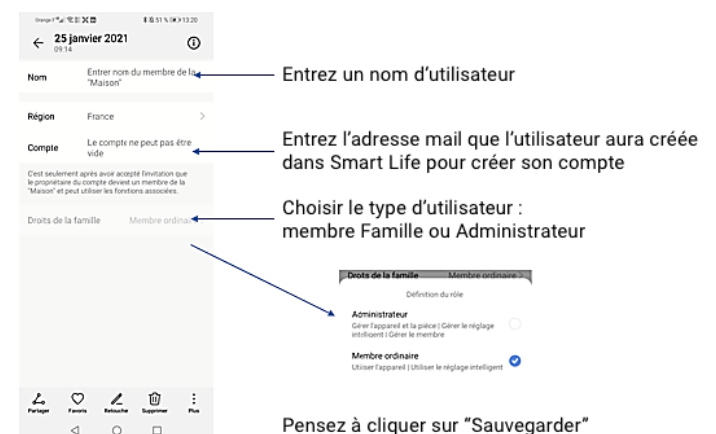 Orange F
51 % 13:20
25 janvier 2021
09:14
Nom
Entrer nom du membre de la
"Maison"
Région France
Compte
Le compte ne peut pas être
vide
C'est seulement après avoir accepté l'invitation que
le propriétaire du compte devient un membre de la
"Maison" et peut utiliser les fonctions associées.
Droits de la famille Membre ordinai
Partager Favoris Retouche Supprimer Plus
Entrez un nom d'utilisateur
Entrez l'adresse mail que l'utilisateur aura créée
dans Smart Life pour créer son compte
Choisir le type d'utilisateur :
membre Famille ou Administrateur
Droits de la famille Membre ordinaire >
Définition du rôle
Administrateur
Gérer l'appareil et la pièce | Gérer le réglage
intelligent | Gérer le membre
Membre ordinaire
Utiliser l'appareil | Utiliser le réglage intelligent
Pensez à cliquer sur "Sauvegarder"